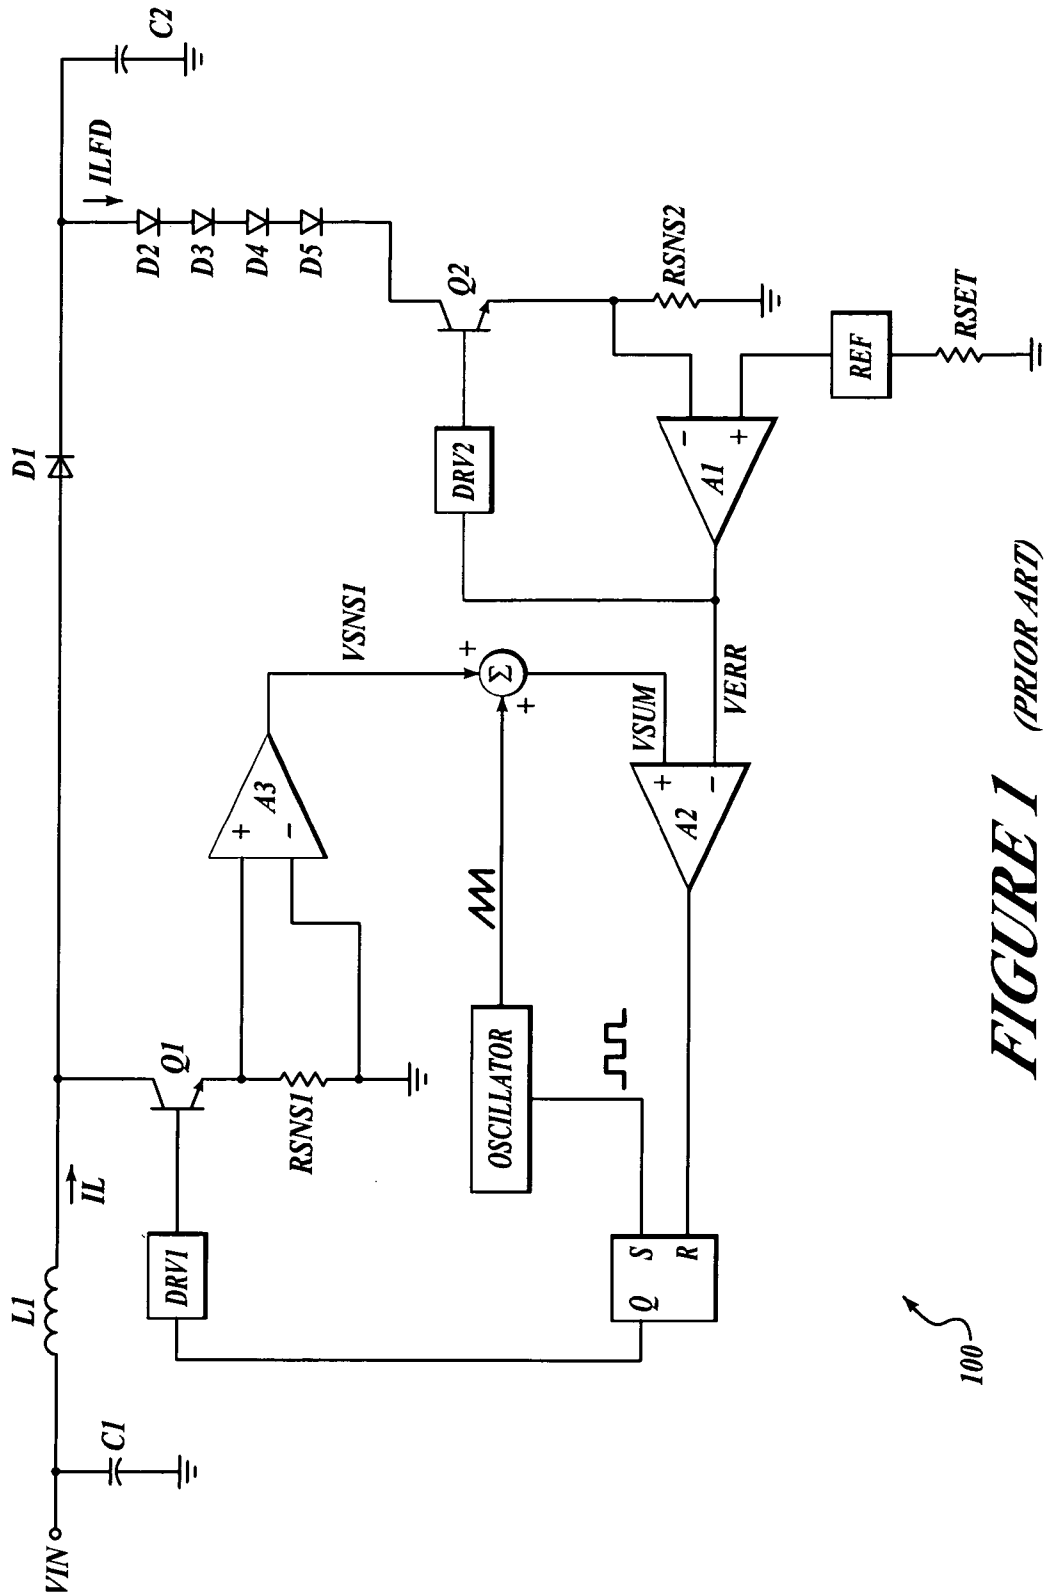 VIN
C1
L1
IL
D1
C2
ILFD
D2
D3
D4
D5
DRV1
Q1
RSNS1
+
−
A3
VSNS1
DRV2
Q2
RSNS2
OSCILLATOR
+
+
Σ
VSUM
VERR
Q
S
R
+
−
A2
−
+
A1
REF
RSET
100
FIGURE 1 (PRIOR ART)